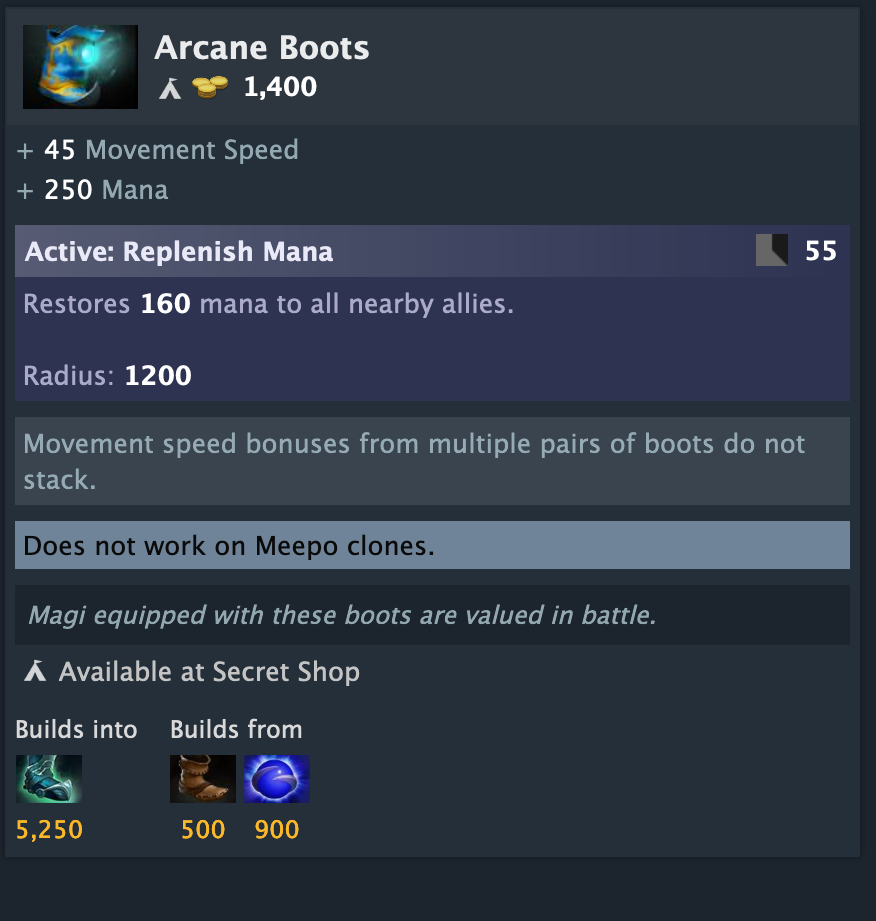 Arcane Boots
1,400
+ 45 Movement Speed
+ 250 Mana
Active: Replenish Mana 55
Restores 160 mana to all nearby allies.
Radius: 1200
Movement speed bonuses from multiple pairs of boots do not
stack.
Does not work on Meepo clones.
Magi equipped with these boots are valued in battle.
Available at Secret Shop
Builds into Builds from
5,250 500 900